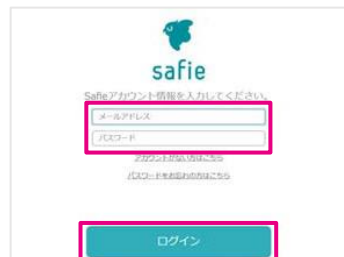 safie
Safieアカウント情報を入力してください。
メールアドレス
パスワード
アカウントがない方はこちら
パスワードをお忘れの方はこちら
ログイン